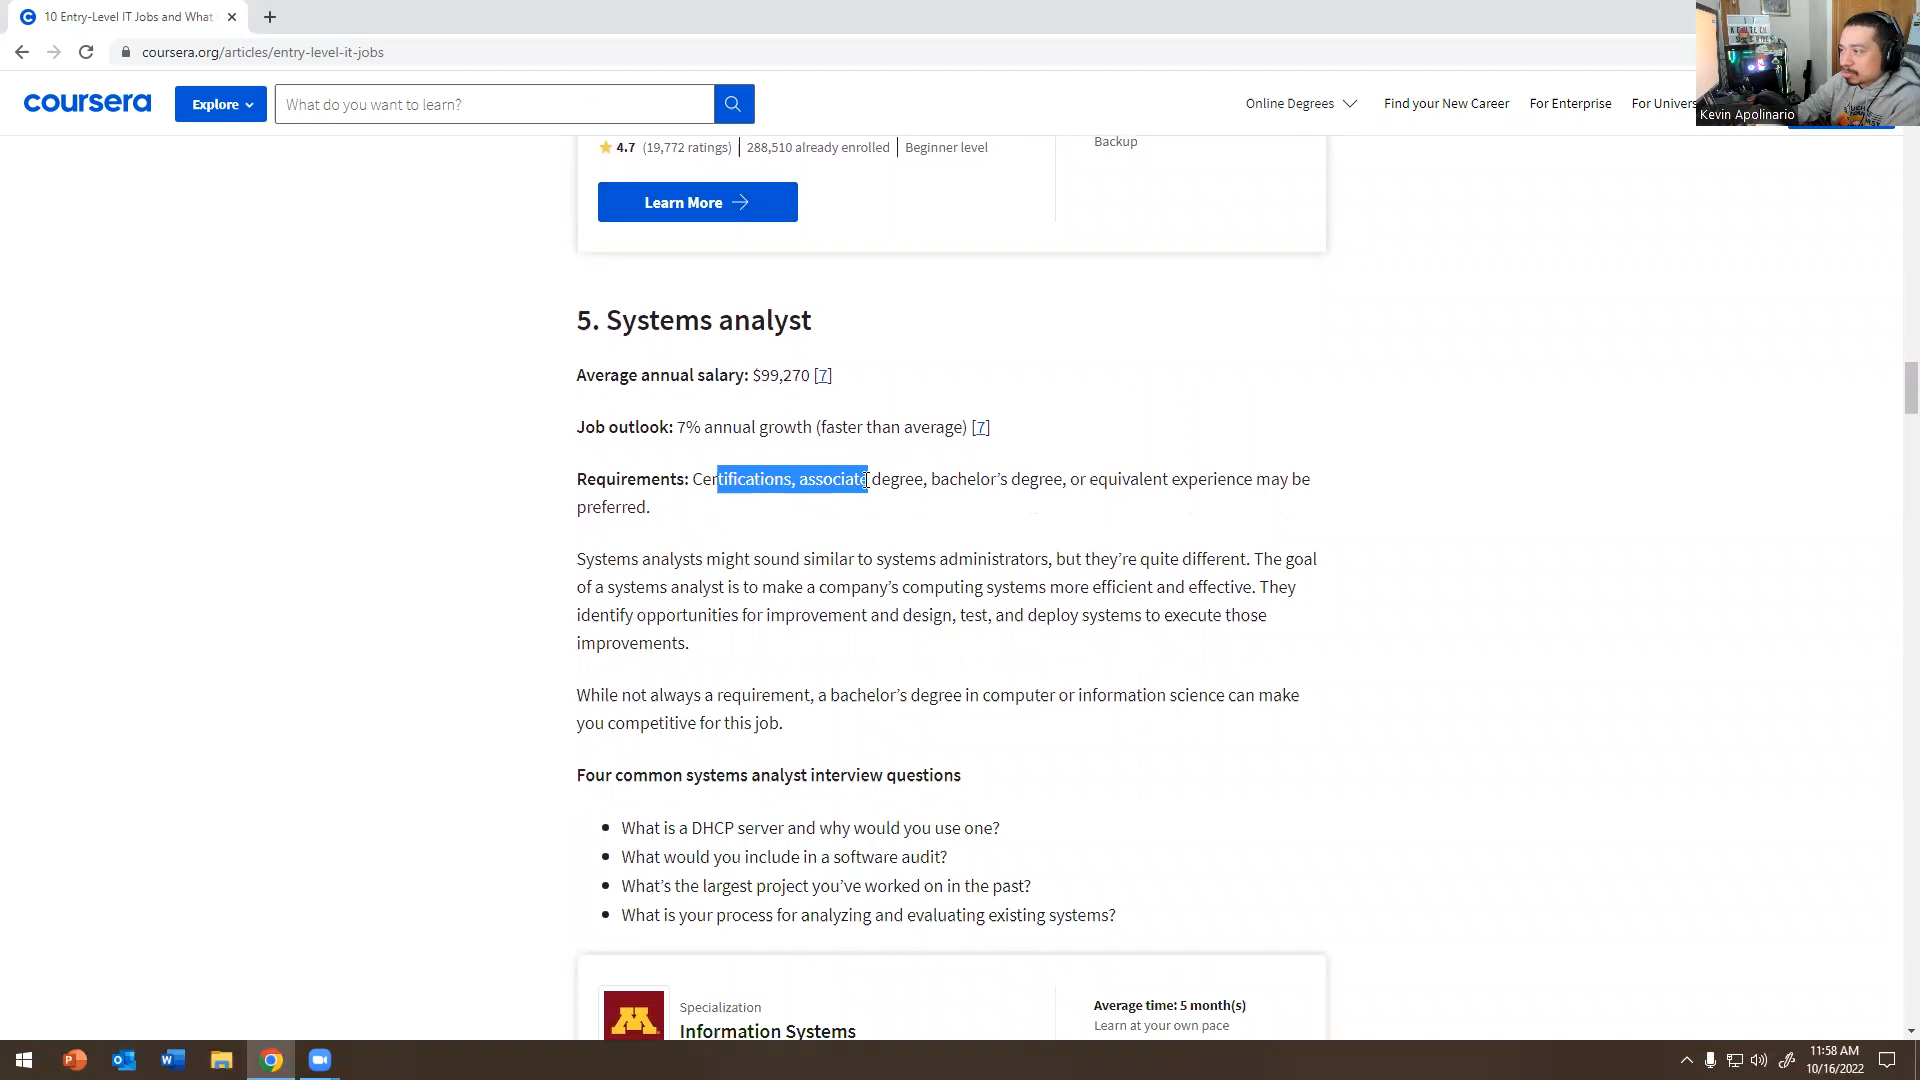 10 Entry-Level IT Jobs and What
coursera.org/articles/entry-level-it-jobs
coursera
Explore
What do you want to learn?
Online Degrees
Find your New Career
For Enterprise
For Univers
Kevin Apolinario
4.7 (19,772 ratings) | 288,510 already enrolled | Beginner level
Backup
Learn More
5. Systems analyst
Average annual salary: $99,270 [7]
Job outlook: 7% annual growth (faster than average) [7]
Requirements: Certifications, associate degree, bachelor’s degree, or equivalent experience may be
preferred.
Systems analysts might sound similar to systems administrators, but they’re quite different. The goal
of a systems analyst is to make a company’s computing systems more efficient and effective. They
identify opportunities for improvement and design, test, and deploy systems to execute those
improvements.
While not always a requirement, a bachelor’s degree in computer or information science can make
you competitive for this job.
Four common systems analyst interview questions
What is a DHCP server and why would you use one?
What would you include in a software audit?
What’s the largest project you’ve worked on in the past?
What is your process for analyzing and evaluating existing systems?
Specialization
Information Systems
Average time: 5 month(s)
Learn at your own pace
11:58 AM
10/16/2022